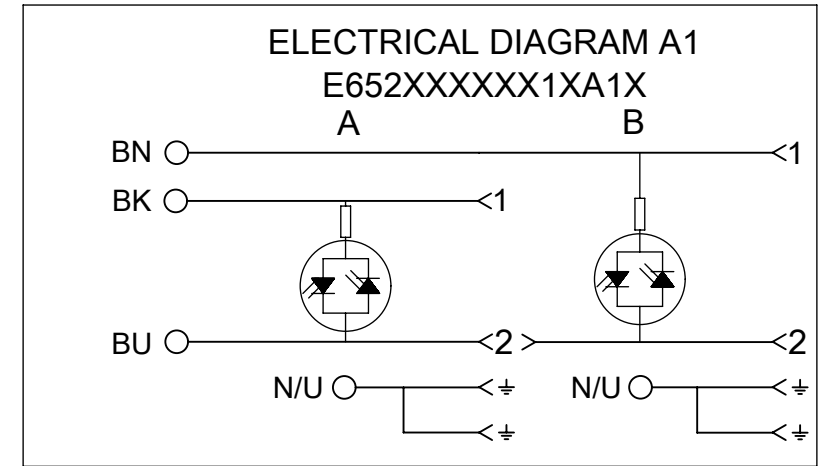 ELECTRICAL DIAGRAM A1
E652XXXXXX1XA1X
A B
BN 1
BK 1
BU 2 2
N/U N/U